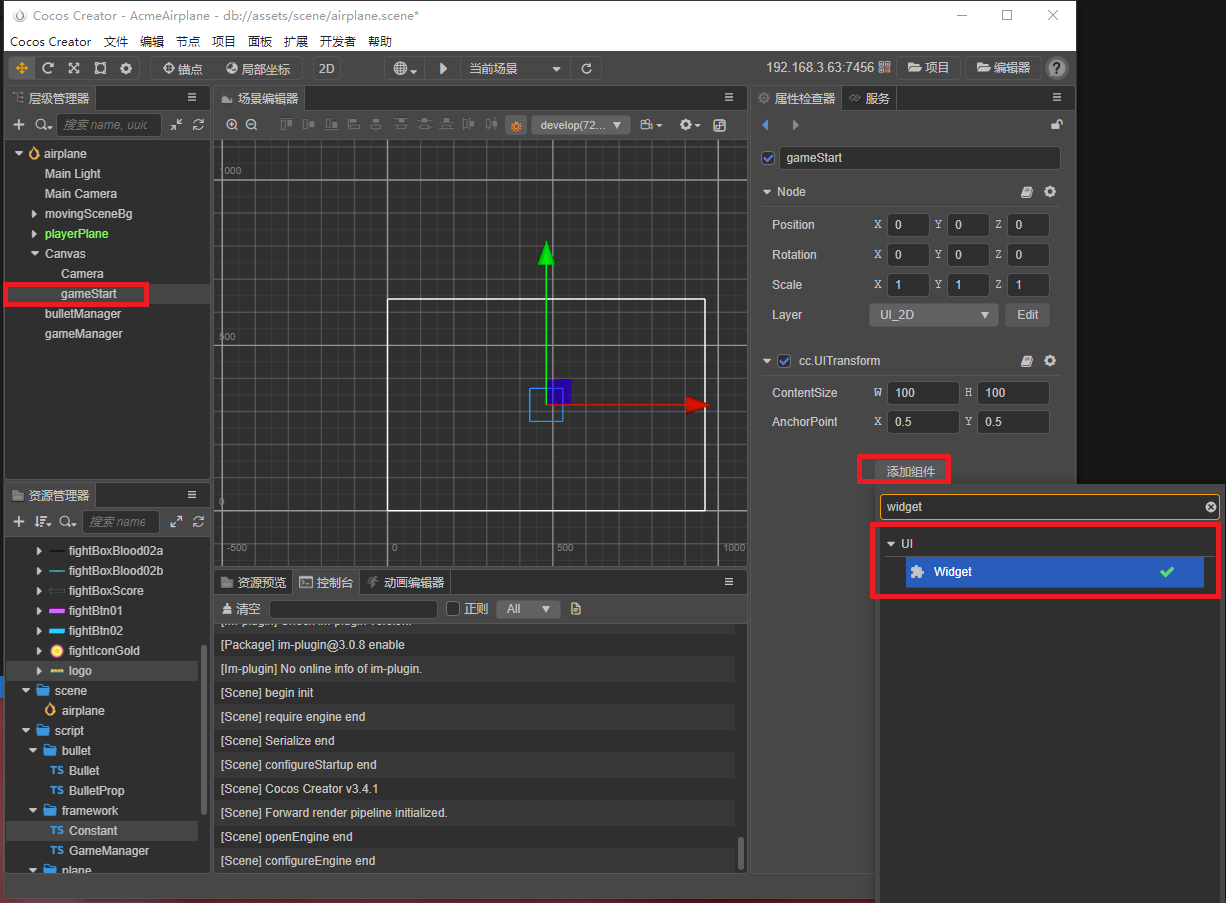 Cocos Creator - AcmeAirplane - db://assets/scene/airplane.scene*
Cocos Creator 文件 编辑 节点 项目 面板 扩展 开发者 帮助
锚点 局部坐标 2D 当前场景 192.168.3.63:7456 项目 编辑器 ?
层级管理器
搜索 name, uuic
airplane
Main Light
Main Camera
movingSceneBg
playerPlane
Canvas
Camera
gameStart
bulletManager
gameManager
场景编辑器
develop(72...
000
500
0
-500 0 500 1000
属性检查器 服务
gameStart
Node
Position X 0 Y 0 Z 0
Rotation X 0 Y 0 Z 0
Scale X 1 Y 1 Z 1
Layer UI_2D Edit
cc.UITransform
ContentSize W 100 H 100
AnchorPoint X 0.5 Y 0.5
添加组件
widget
UI
Widget
资源管理器
搜索 name
fightBoxBlood02a
fightBoxBlood02b
fightBoxScore
fightBtn01
fightBtn02
fightIconGold
logo
scene
airplane
script
bullet
TS Bullet
TS BulletProp
framework
TS Constant
TS GameManager
plane
资源预览 控制台 动画编辑器
清空 正则 All
[Package] im-plugin@3.0.8 enable
[Im-plugin] No online info of im-plugin.
[Scene] begin init
[Scene] require engine end
[Scene] Serialize end
[Scene] configureStartup end
[Scene] Cocos Creator v3.4.1
[Scene] Forward render pipeline initialized.
[Scene] openEngine end
[Scene] configureEngine end